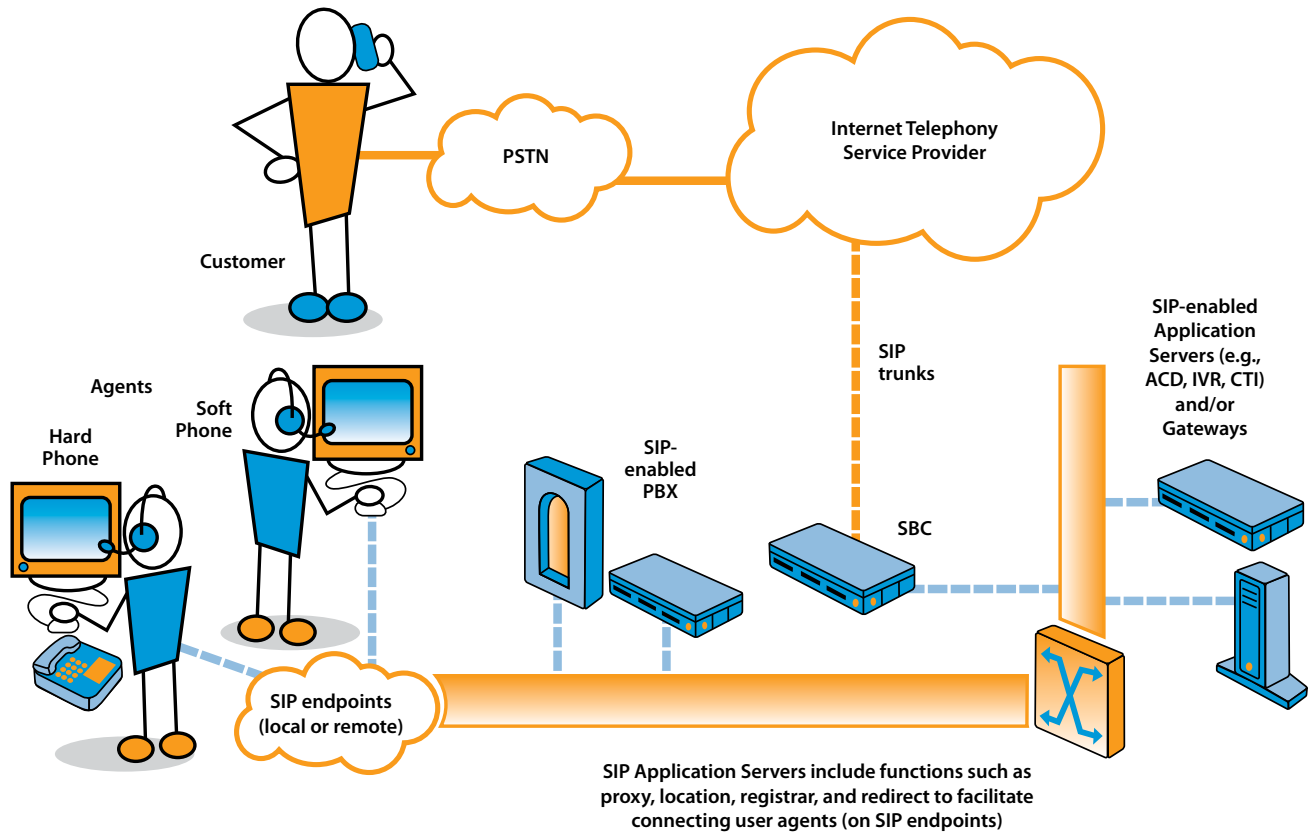 PSTN
Internet Telephony
Service Provider
Customer
SIP
trunks
SIP-enabled
Application
Servers (e.g.,
ACD, IVR, CTI)
and/or
Gateways
Agents
Soft
Phone
Hard
Phone
SIP-
enabled
PBX
SBC
SIP endpoints
(local or remote)
SIP Application Servers include functions such as
proxy, location, registrar, and redirect to facilitate
connecting user agents (on SIP endpoints)